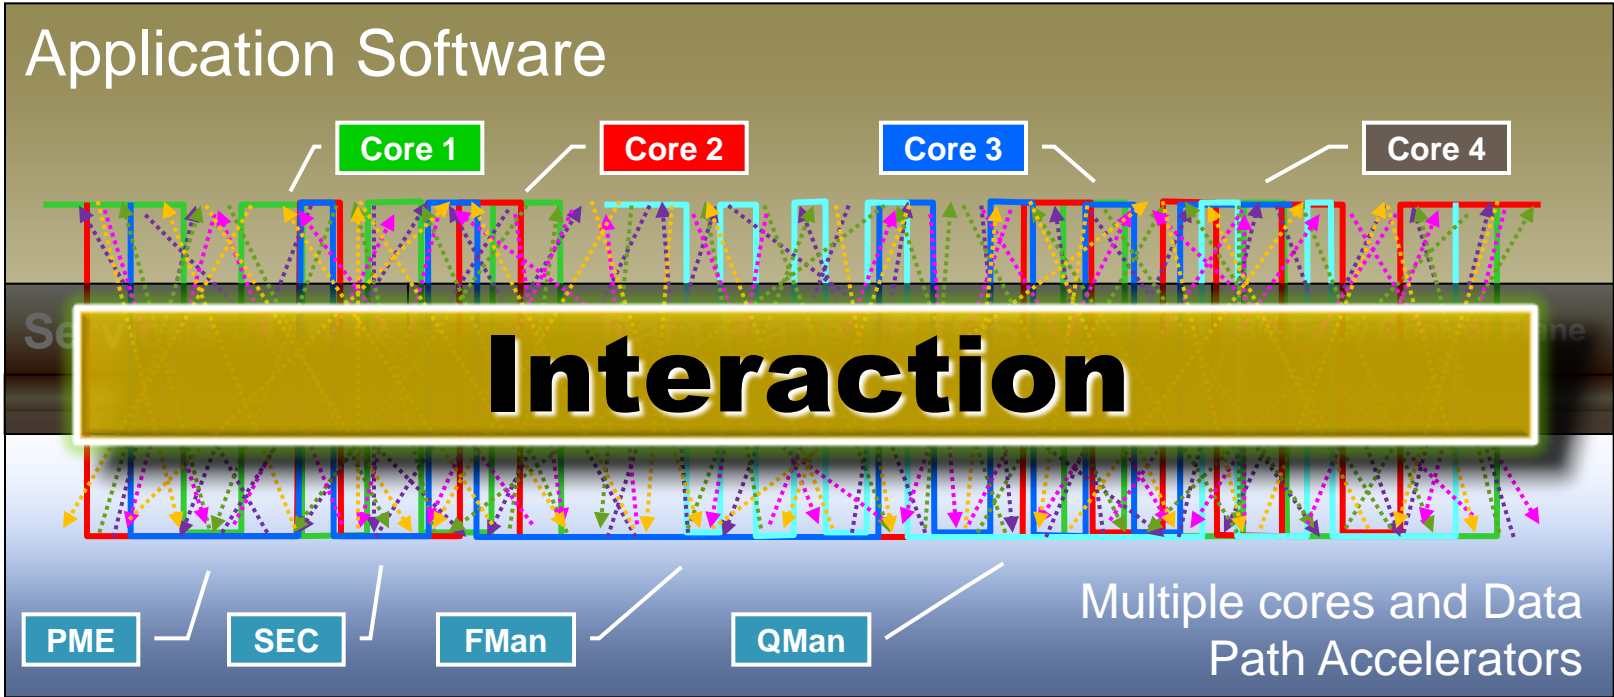 Application Software
Core 1
Core 2
Core 3
Core 4
Interaction
PME
SEC
FMan
QMan
Multiple cores and Data
Path Accelerators